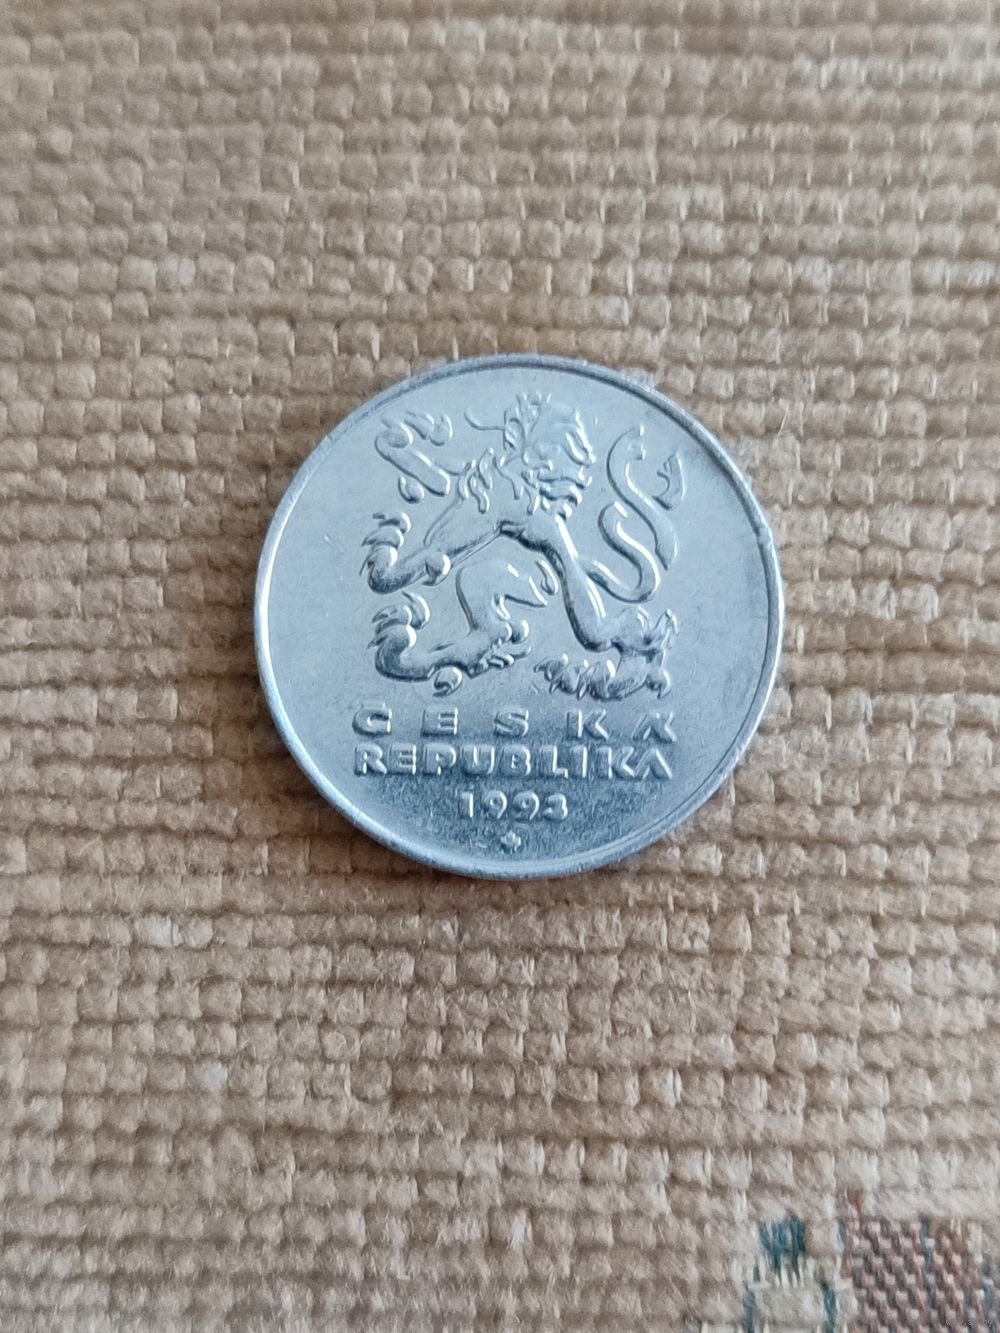 ČESKÁ
REPUBLIKA
1993